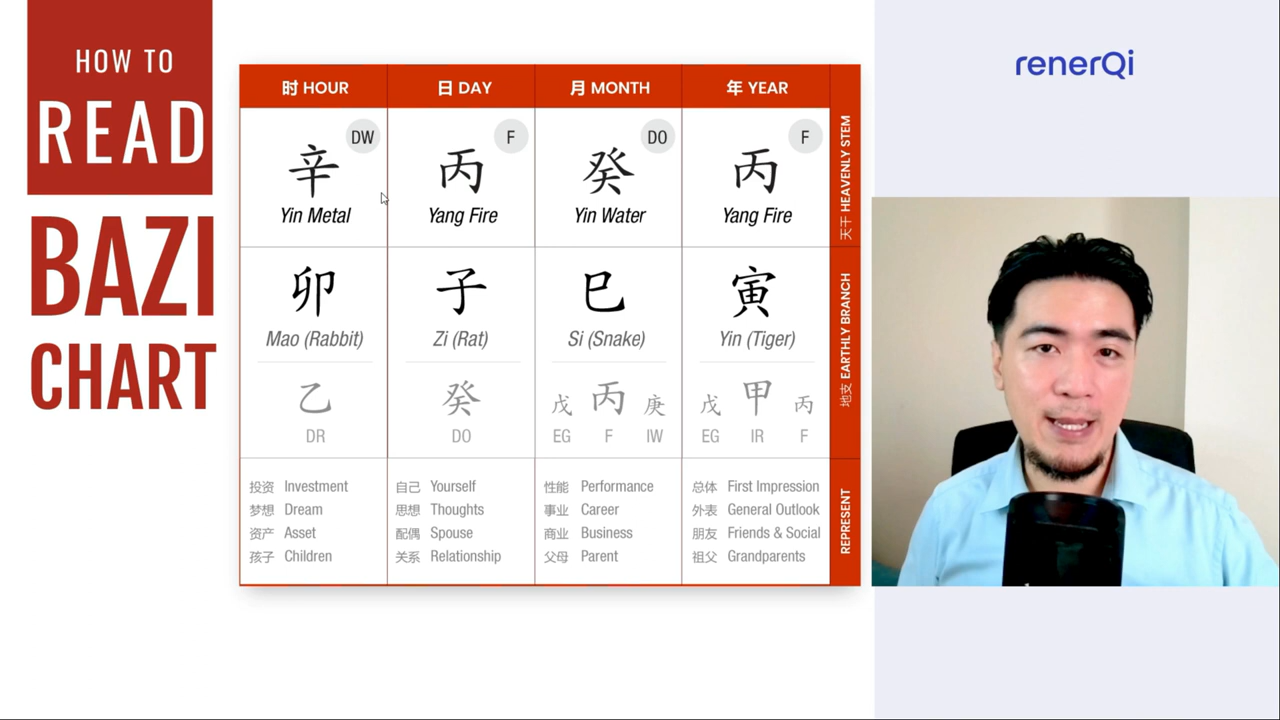 HOW TO
READ
BAZI
CHART
时 HOUR
日 DAY
月 MONTH
年 YEAR
DW
F
DO
F
辛
丙
癸
丙
Yin Metal
Yang Fire
Yin Water
Yang Fire
天干 HEAVENLY STEM
卯
子
巳
寅
Mao (Rabbit)
Zi (Rat)
Si (Snake)
Yin (Tiger)
乙
癸
戊 丙 庚
戊 甲 丙
DR
DO
EG F IW
EG IR F
地支 EARTHLY BRANCH
投资 Investment
梦想 Dream
资产 Asset
孩子 Children
自己 Yourself
思想 Thoughts
配偶 Spouse
关系 Relationship
性能 Performance
事业 Career
商业 Business
父母 Parent
总体 First Impression
外表 General Outlook
朋友 Friends & Social
祖父 Grandparents
REPRESENT
renerQi